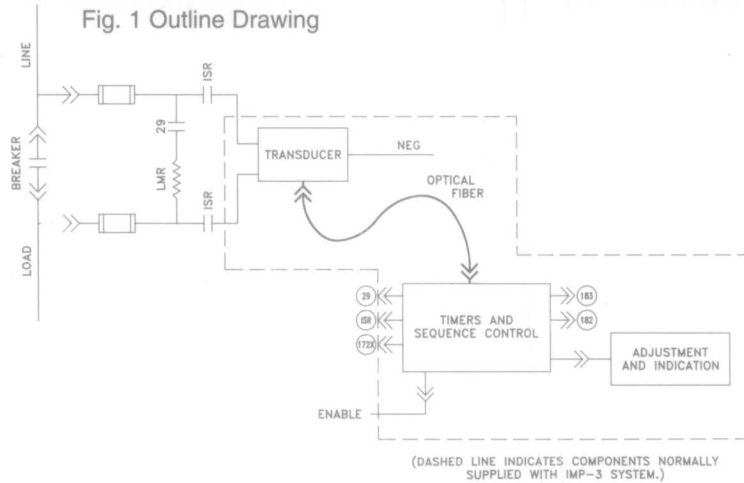 Fig. 1 Outline Drawing
LINE
ISR
29
BREAKER
LMR
TRANSDUCER
NEG
OPTICAL
FIBER
ISR
LOAD
29
183
ISR
TIMERS AND
SEQUENCE CONTROL
182
172X
ADJUSTMENT
AND INDICATION
ENABLE
(DASHED LINE INDICATES COMPONENTS NORMALLY
SUPPLIED WITH IMP-3 SYSTEM.)